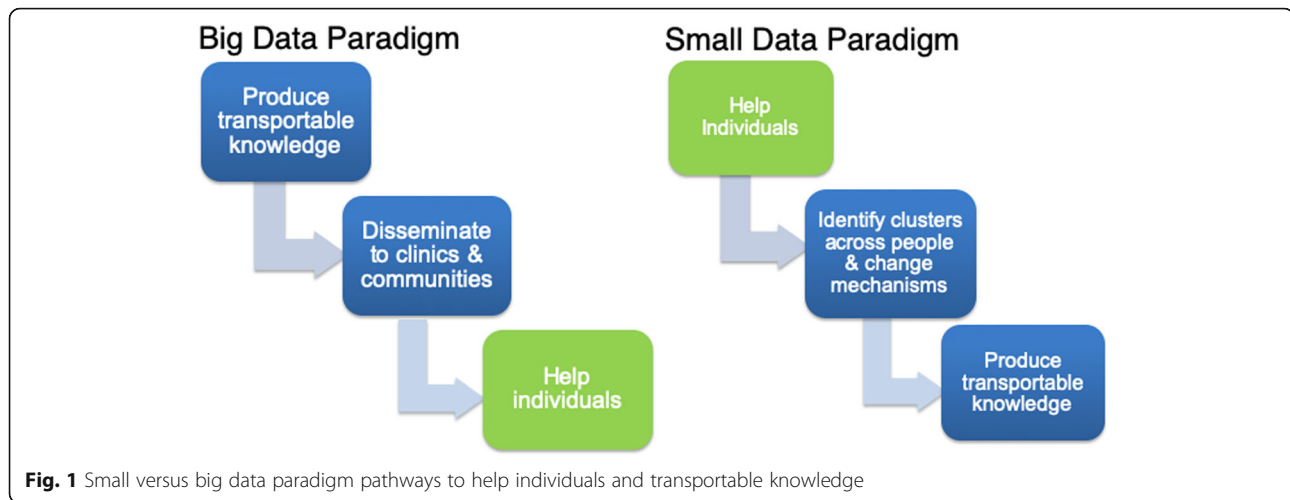 Big Data Paradigm
Produce
transportable
knowledge
Disseminate
to clinics &
communities
Help
individuals
Small Data Paradigm
Help
Individuals
Identify clusters
across people
& change
mechanisms
Produce
transportable
knowledge
Fig. 1 Small versus big data paradigm pathways to help individuals and transportable knowledge